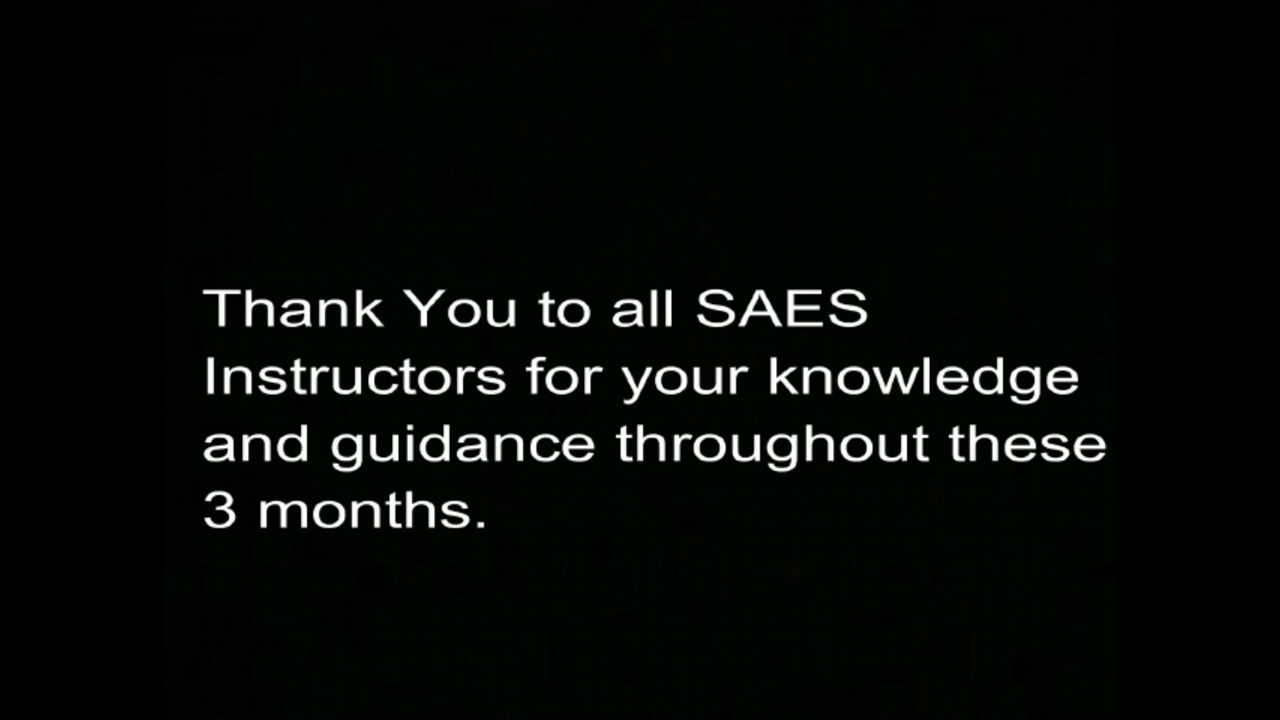 Thank You to all SAES
Instructors for your knowledge
and guidance throughout these
3 months.